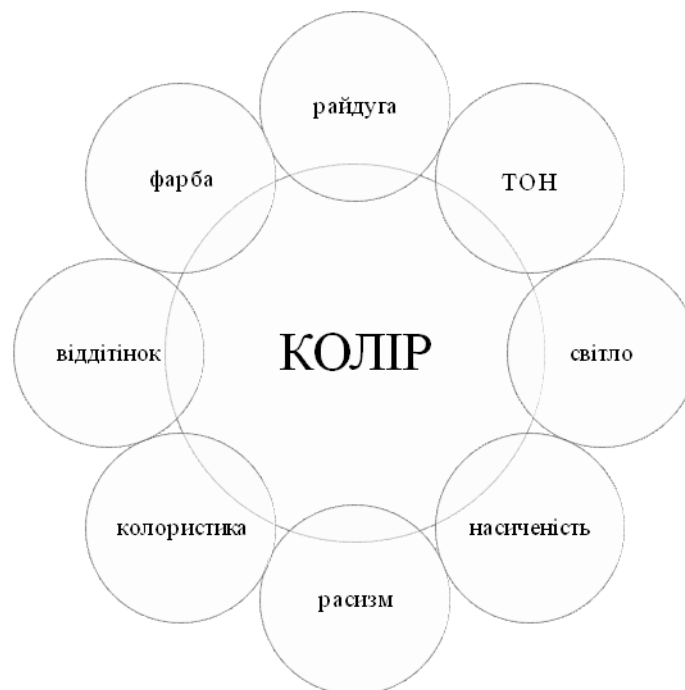 райдуга
фарба
ТОН
КОЛІР
віддітінок
світло
колористика
насиченість
расизм